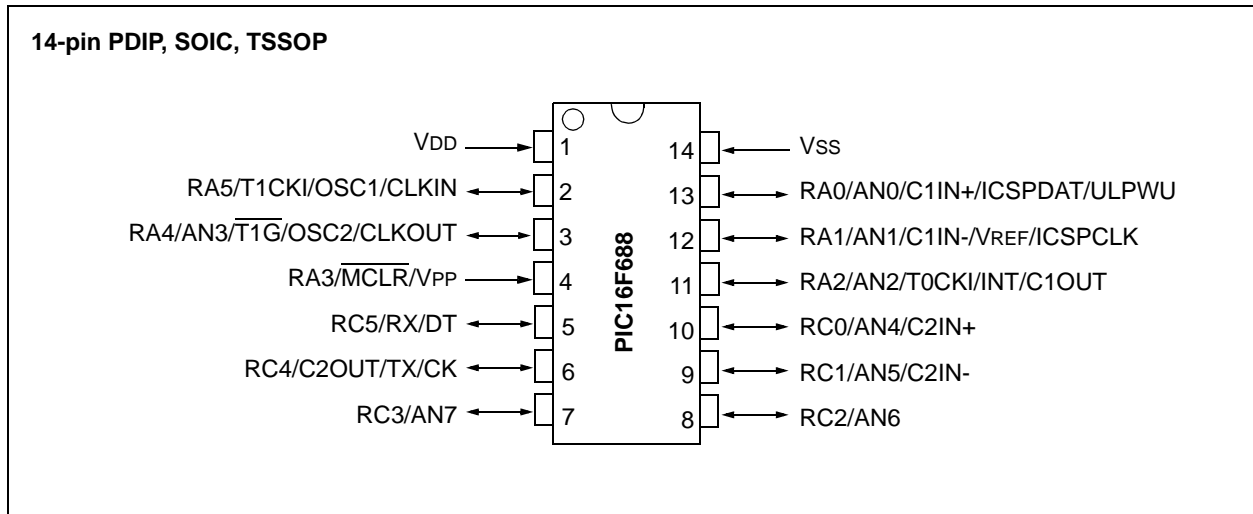 14-pin PDIP, SOIC, TSSOP
VDD 1 14 VSS
RA5/T1CKI/OSC1/CLKIN 2 13 RA0/AN0/C1IN+/ICSPDAT/ULPWU
RA4/AN3/T1G/OSC2/CLKOUT 3 12 RA1/AN1/C1IN-/VREF/ICSPCLK
RA3/MCLR/VPP 4 11 RA2/AN2/T0CKI/INT/C1OUT
RC5/RX/DT 5 10 RC0/AN4/C2IN+
RC4/C2OUT/TX/CK 6 9 RC1/AN5/C2IN-
RC3/AN7 7 8 RC2/AN6
PIC16F688